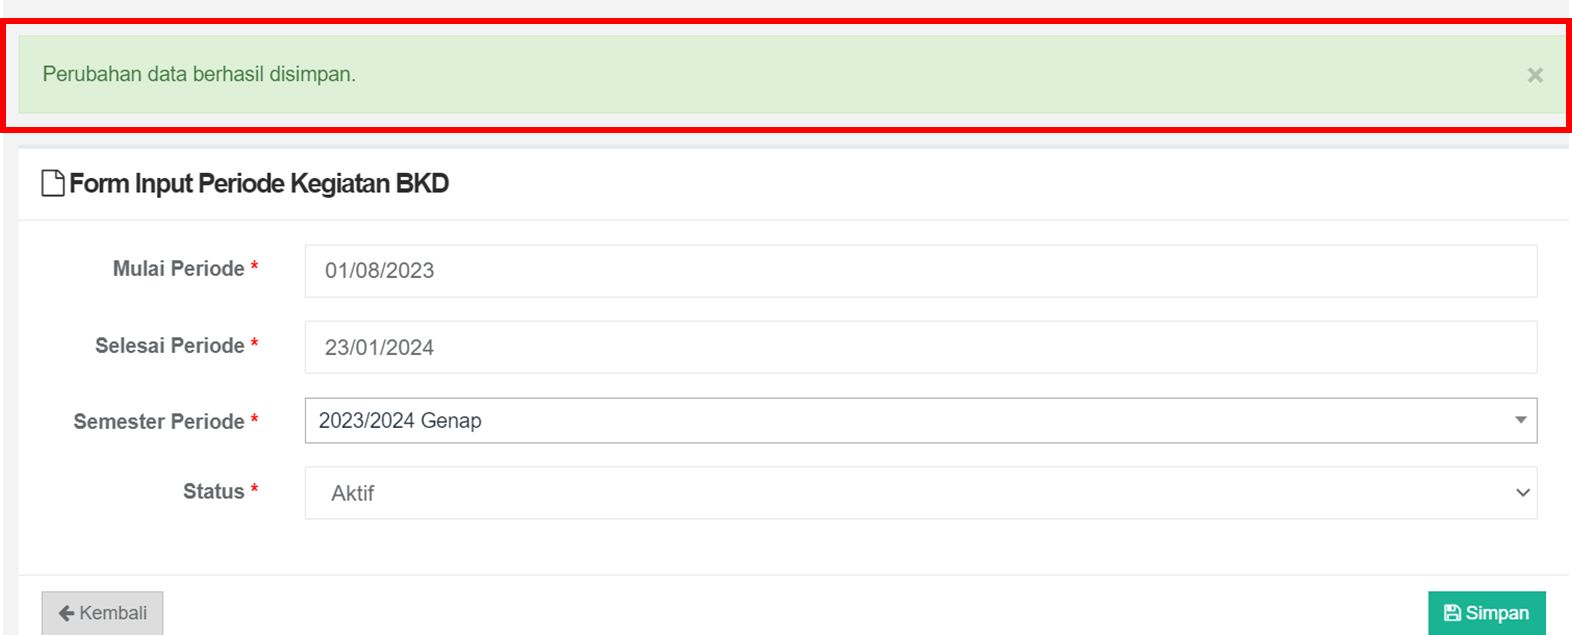 Perubahan data berhasil disimpan.
×
Form Input Periode Kegiatan BKD
Mulai Periode * 01/08/2023
Selesai Periode * 23/01/2024
Semester Periode * 2023/2024 Genap
Status * Aktif
Kembali Simpan